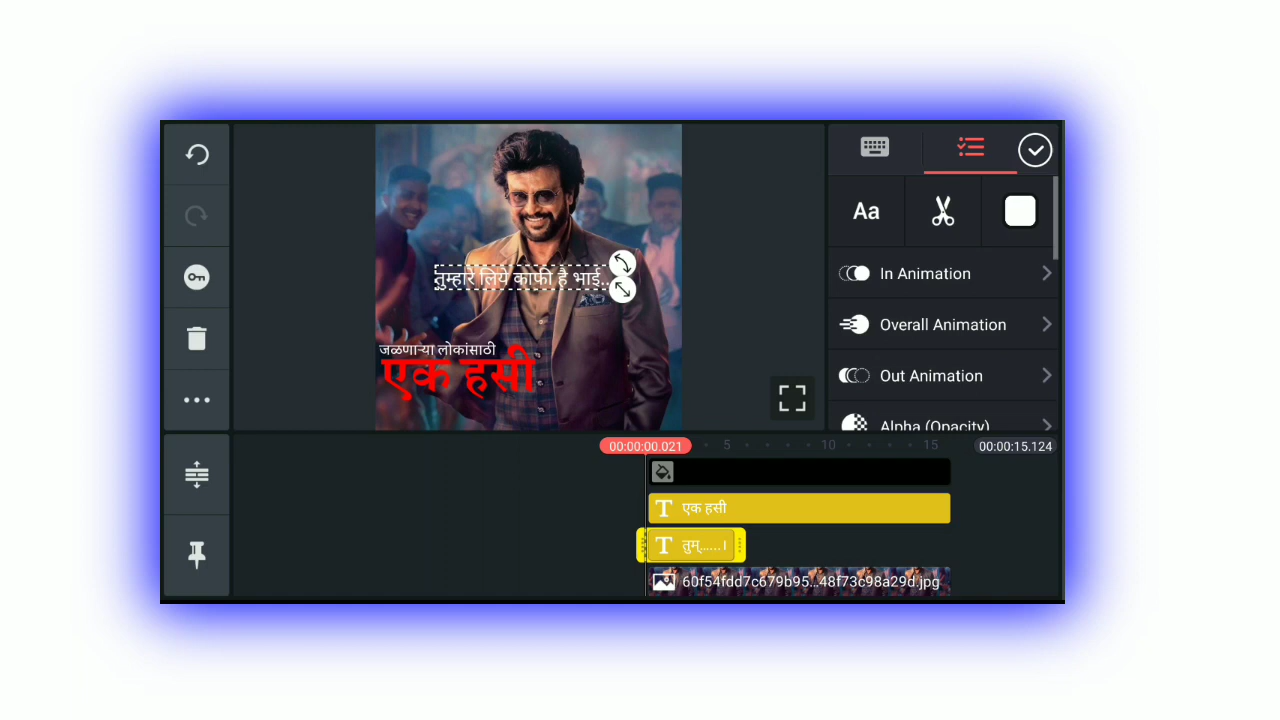 तुम्हारे लिये काफी है भाई..
जळणाऱ्या लोकांसाठी
एक हसी
Aa
In Animation
Overall Animation
Out Animation
Alpha (Opacity)
00:00:00.021
5
10
15
00:00:15.124
T एक हसी
T तुम्......।
60f54fdd7c679b95...48f73c98a29d.jpg